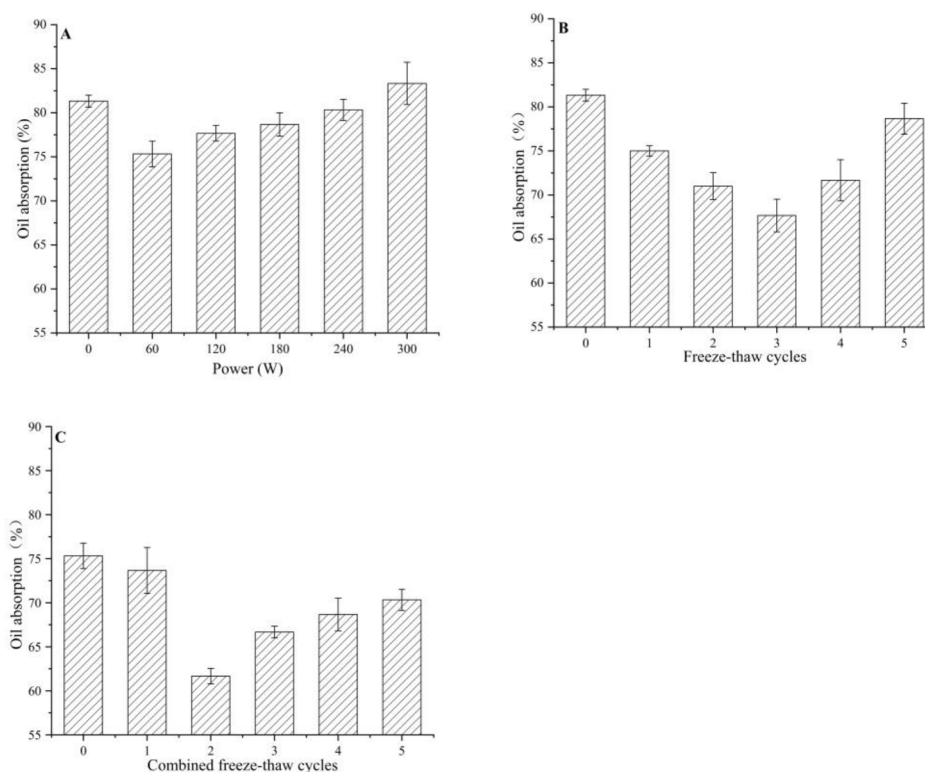 A
90
85
80
75
70
65
60
55
Oil absorption (%)
0 60 120 180 240 300
Power (W)
B
90
85
80
75
70
65
60
55
Oil absorption（%）
0 1 2 3 4 5
Freeze-thaw cycles
C
90
85
80
75
70
65
60
55
Oil absorption（%）
0 1 2 3 4 5
Combined freeze-thaw cycles